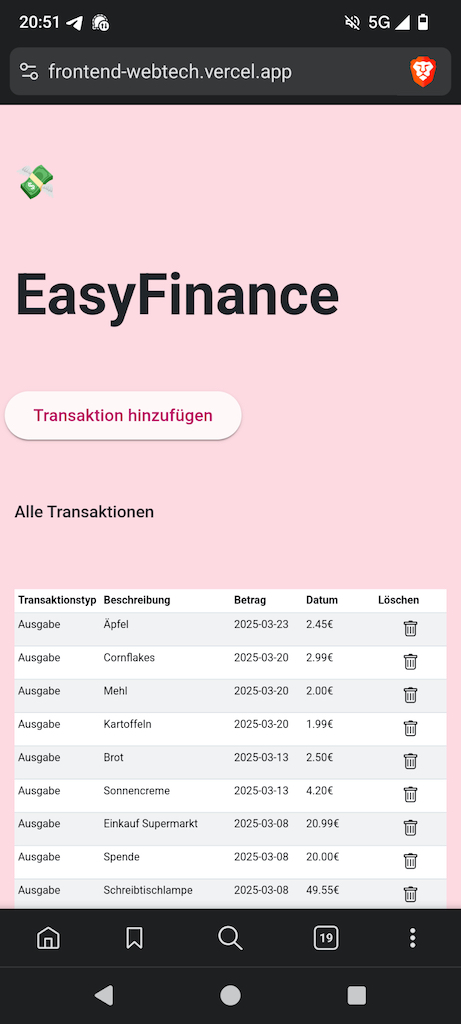 20:51 5G
frontend-webtech.vercel.app
EasyFinance
Transaktion hinzufügen
Alle Transaktionen
Transaktionstyp Beschreibung Betrag Datum Löschen
Ausgabe Äpfel 2025-03-23 2.45€
Ausgabe Cornflakes 2025-03-20 2.99€
Ausgabe Mehl 2025-03-20 2.00€
Ausgabe Kartoffeln 2025-03-20 1.99€
Ausgabe Brot 2025-03-13 2.50€
Ausgabe Sonnencreme 2025-03-13 4.20€
Ausgabe Einkauf Supermarkt 2025-03-08 20.99€
Ausgabe Spende 2025-03-08 20.00€
Ausgabe Schreibtischlampe 2025-03-08 49.55€
19